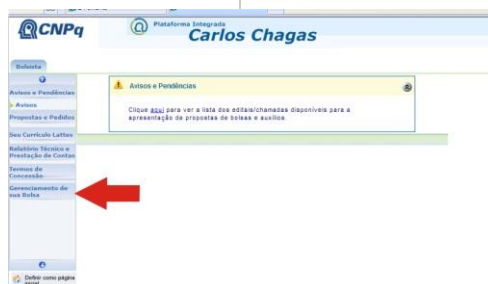 CNPq
Plataforma Integrada
Carlos Chagas
Bolsista
Avisos e Pendências
Avisos
Propostas e Pedidos
Seu Currículo Lattes
Relatório Técnico e
Prestação de Contas
Termos de
Concessão
Gerenciamento de
sua Bolsa
Avisos e Pendências
Clique aqui para ver a lista dos editais/chamadas disponíveis para a
apresentação de propostas de bolsas e auxílios.
Definir como página
inicial